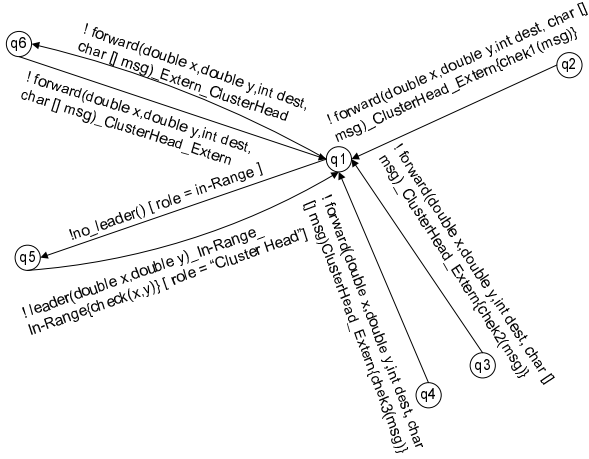 q6
! forward(double x,double y,int dest,
char [] msg)_Extern_ClusterHead
! forward(double x,double y,int dest,
char [] msg)_ClusterHead_Extern
! forward(double x,double y,int dest, char []
msg)_ClusterHead_Extern{chek1(msg)}
q2
q1
!no_leader() [ role = in-Range ]
q5
! leader(double x,double y)_In-Range_
In-Range{check(x,y)} [ role = “Cluster Head”]
! forward(double x,double y,int dest, char
[] msg)ClusterHead_Extern{chek3(msg)}
! forward(double x,double y,int dest, char []
msg)_ClusterHead_Extern{chek2(msg)}
q3
q4